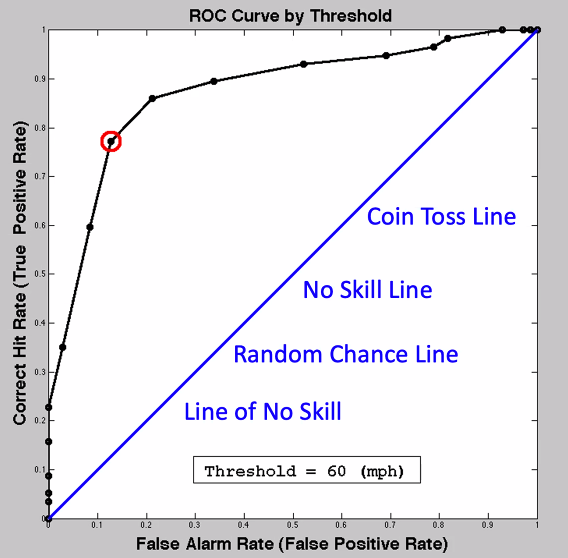 ROC Curve by Threshold
1
0.9
0.8
0.7
0.6
0.5
0.4
0.3
0.2
0.1
0
Correct Hit Rate (True Positive Rate)
Coin Toss Line
No Skill Line
Random Chance Line
Line of No Skill
Threshold = 60 (mph)
0 0.1 0.2 0.3 0.4 0.5 0.6 0.7 0.8 0.9 1
False Alarm Rate (False Positive Rate)